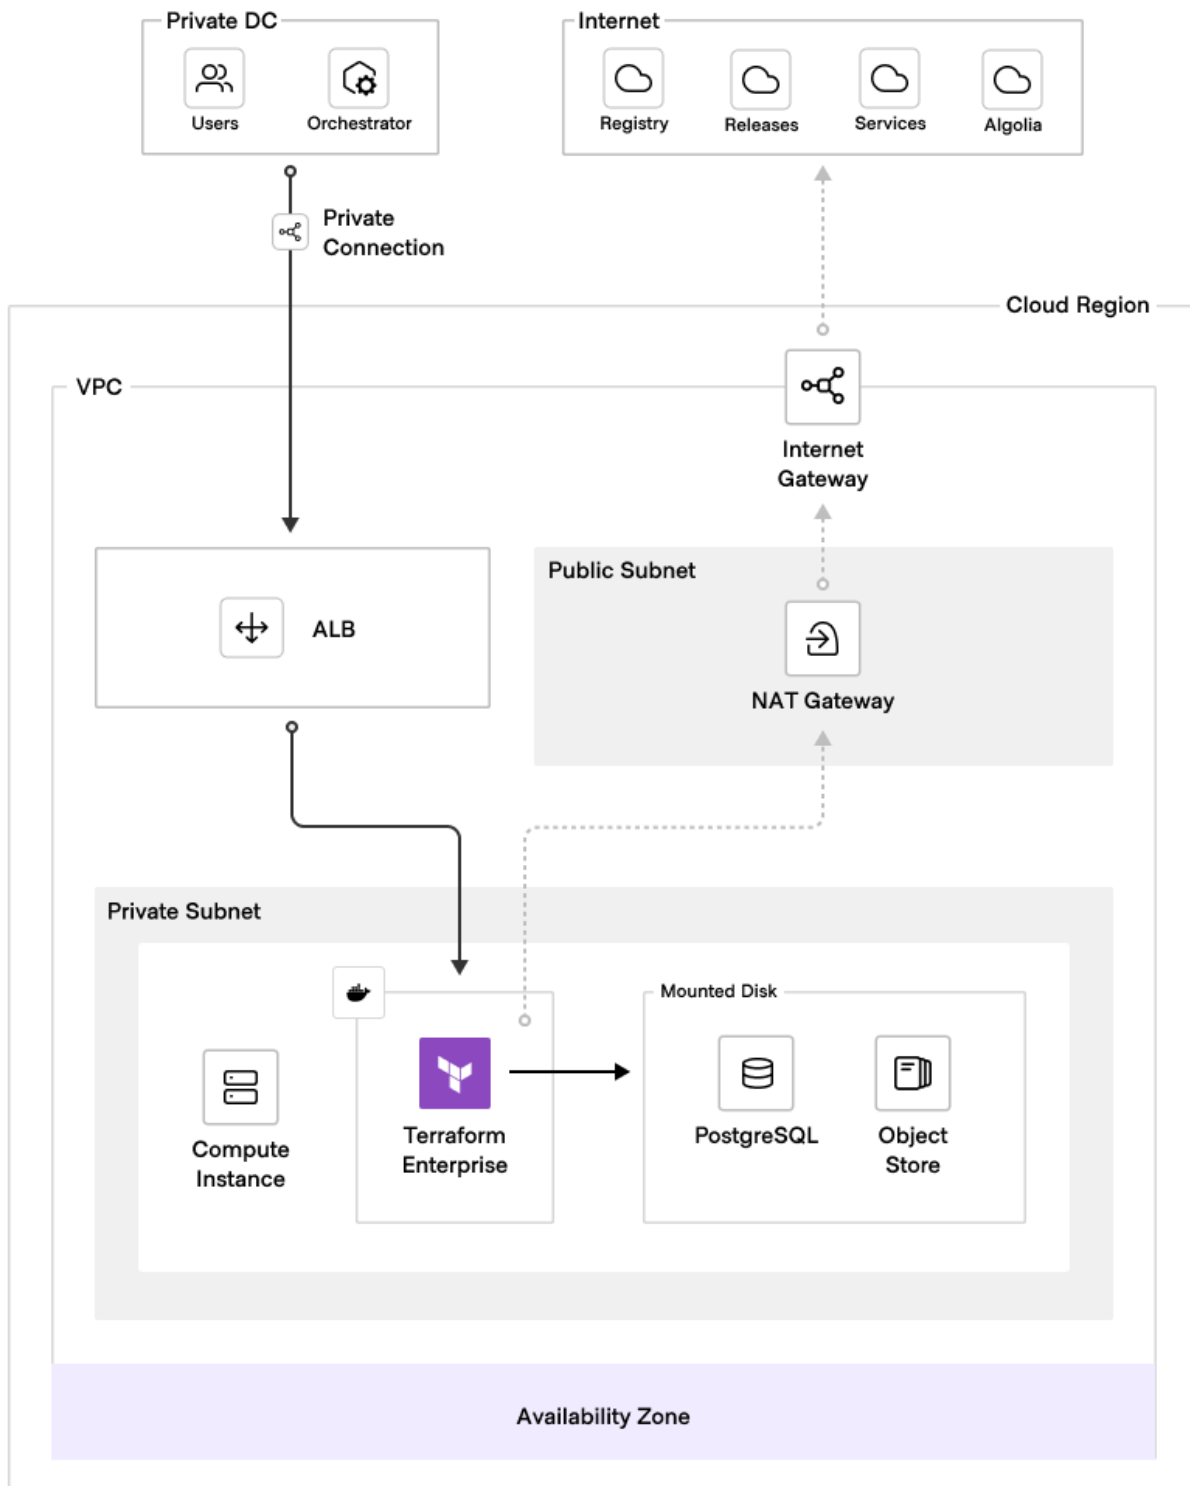 Private DC
Internet
Users
Orchestrator
Registry
Releases
Services
Algolia
Private
Connection
Cloud Region
VPC
Internet
Gateway
Public Subnet
ALB
NAT Gateway
Private Subnet
Mounted Disk
Compute
Instance
Terraform
Enterprise
PostgreSQL
Object
Store
Availability Zone